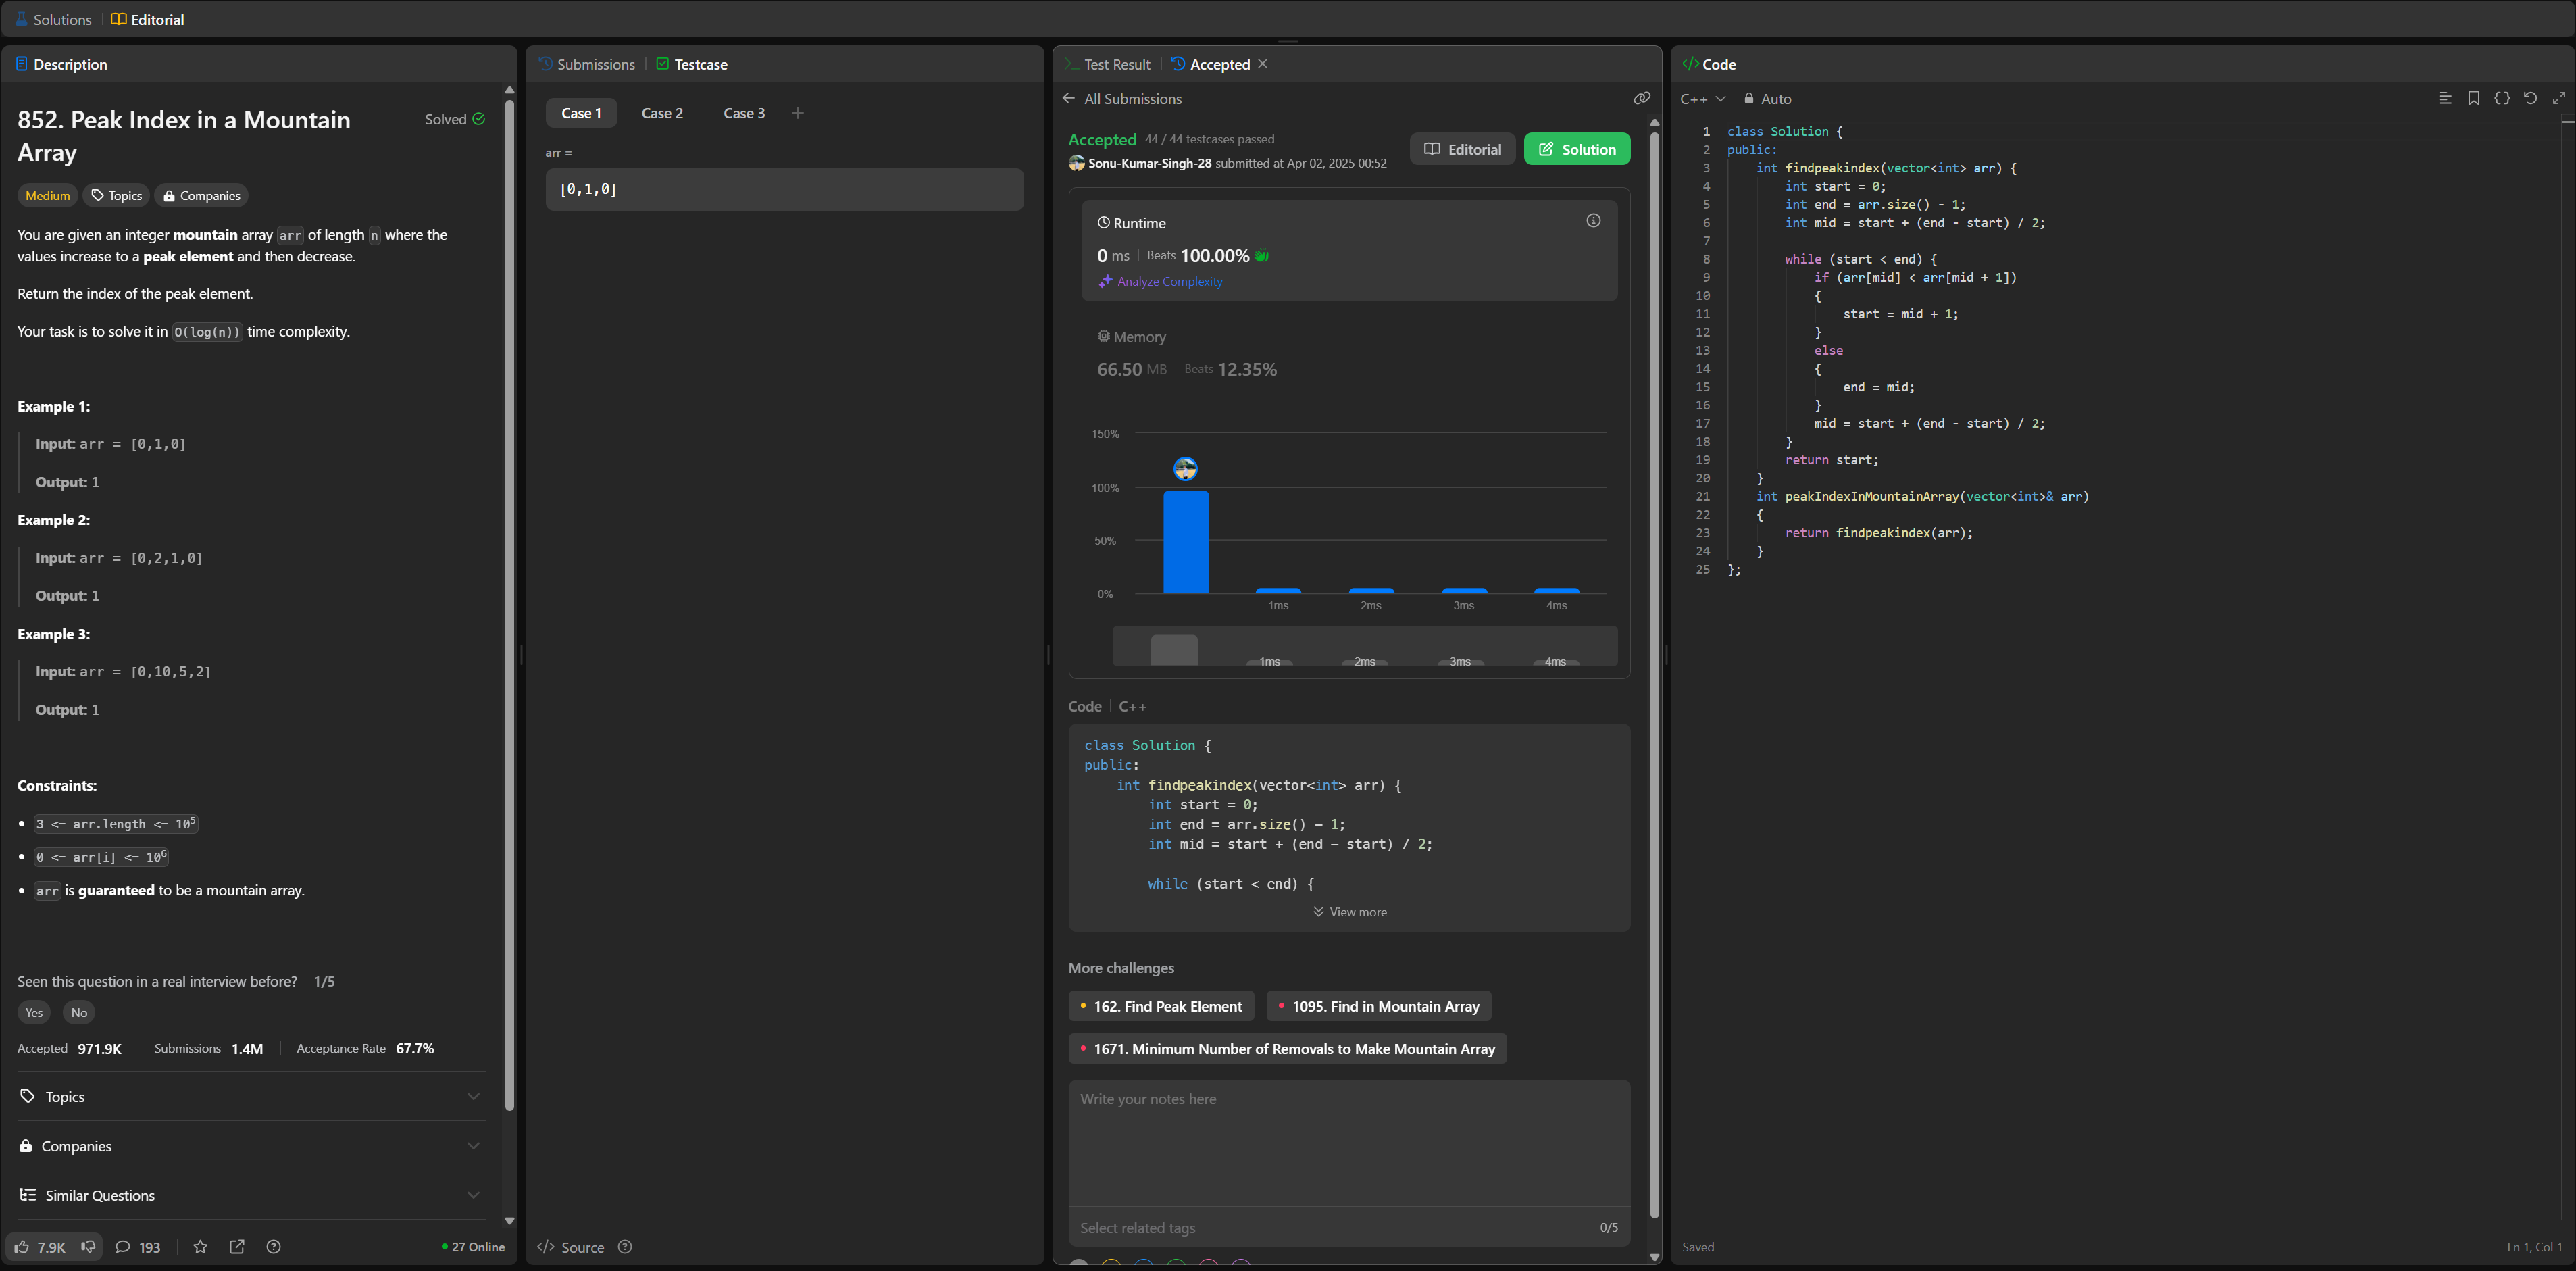 Solutions
Editorial
Description
852. Peak Index in a Mountain
Array
Solved
Medium
Topics
Companies
You are given an integer mountain array arr of length n where the
values increase to a peak element and then decrease.
Return the index of the peak element.
Your task is to solve it in O(log(n)) time complexity.
Example 1:
Input: arr = [0,1,0]
Output: 1
Example 2:
Input: arr = [0,2,1,0]
Output: 1
Example 3:
Input: arr = [0,10,5,2]
Output: 1
Constraints:
3 <= arr.length <= 10⁵
0 <= arr[i] <= 10⁶
arr is guaranteed to be a mountain array.
Seen this question in a real interview before? 1/5
Yes
No
Accepted 971.9K
Submissions 1.4M
Acceptance Rate 67.7%
Topics
Companies
Similar Questions
7.9K
193
27 Online
Submissions
Testcase
Case 1
Case 2
Case 3
arr =
[0,1,0]
</> Source
Test Result
Accepted
All Submissions
Accepted 44 / 44 testcases passed
Sonu-Kumar-Singh-28 submitted at Apr 02, 2025 00:52
Editorial
Solution
Runtime
0 ms
Beats 100.00%
Analyze Complexity
Memory
66.50 MB
Beats 12.35%
150%
100%
50%
0%
1ms
2ms
3ms
4ms
1ms
2ms
3ms
4ms
Code
C++
class Solution {
public:
    int findpeakindex(vector<int> arr) {
        int start = 0;
        int end = arr.size() - 1;
        int mid = start + (end - start) / 2;
        while (start < end) {
View more
More challenges
162. Find Peak Element
1095. Find in Mountain Array
1671. Minimum Number of Removals to Make Mountain Array
Write your notes here
Select related tags
0/5
</> Code
C++
Auto
1 class Solution {
2 public:
3     int findpeakindex(vector<int> arr) {
4         int start = 0;
5         int end = arr.size() - 1;
6         int mid = start + (end - start) / 2;
7
8         while (start < end) {
9             if (arr[mid] < arr[mid + 1])
10             {
11                 start = mid + 1;
12             }
13             else
14             {
15                 end = mid;
16             }
17             mid = start + (end - start) / 2;
18         }
19         return start;
20     }
21     int peakIndexInMountainArray(vector<int>& arr)
22     {
23         return findpeakindex(arr);
24     }
25 };
Saved
Ln 1, Col 1